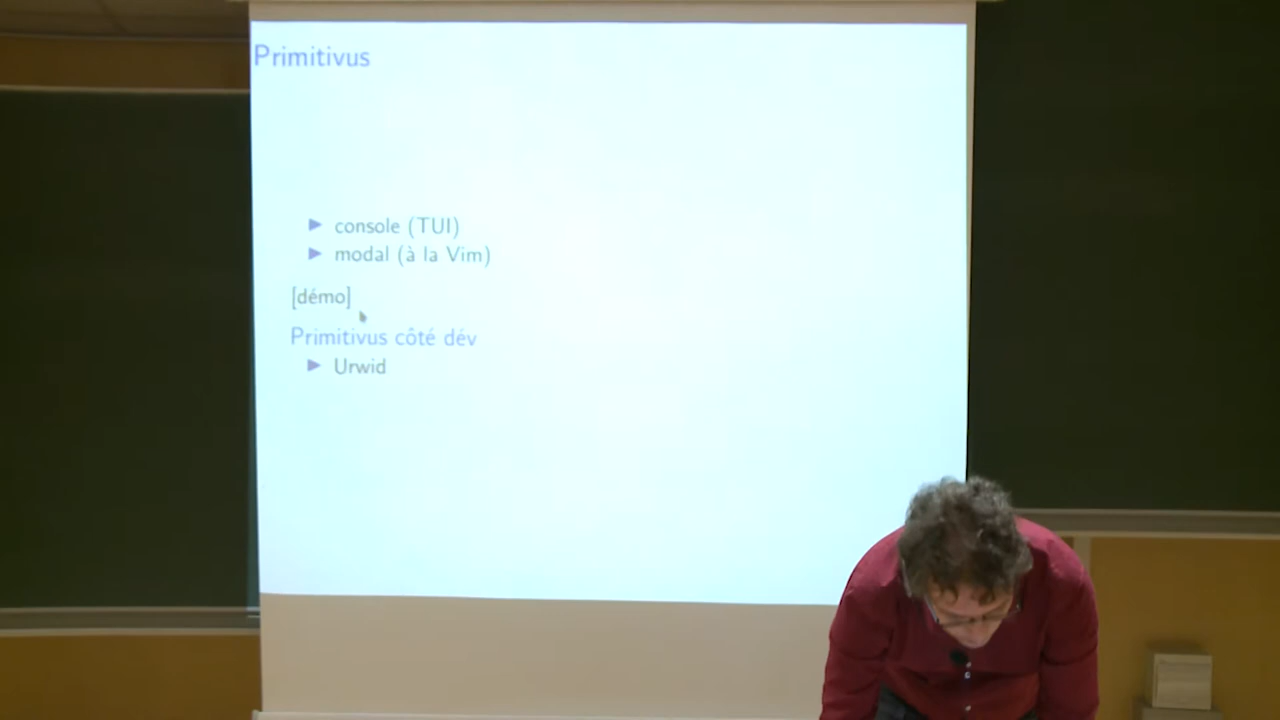 Primitivus
▶ console (TUI)
▶ modal (à la Vim)
[démo]
Primitivus côté dév
▶ Urwid